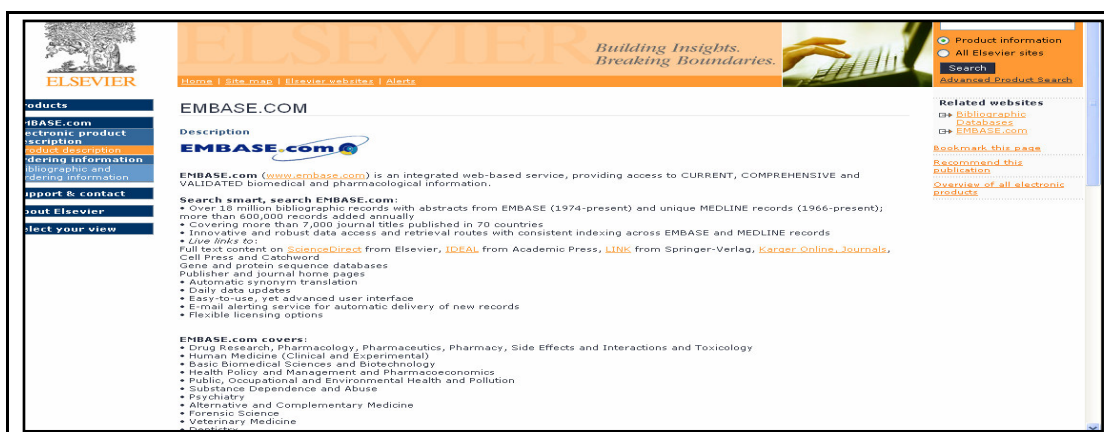 ELSEVIER
ELSEVIER
Building Insights.
Breaking Boundaries.
Home | Site map | Elsevier websites | Alerts
Product information
All Elsevier sites
Search
Advanced Product Search
roducts
MBASE.com
lectronic product
escription
roduct description
rdering information
ibliographic and
rdering information
upport & contact
bout Elsevier
elect your view
EMBASE.COM
Description
EMBASE.com
EMBASE.com (www.embase.com) is an integrated web-based service, providing access to CURRENT, COMPREHENSIVE and
VALIDATED biomedical and pharmacological information.
Search smart, search EMBASE.com:
• Over 18 million bibliographic records with abstracts from EMBASE (1974-present) and unique MEDLINE records (1966-present);
more than 600,000 records added annually
• Covering more than 7,000 journal titles published in 70 countries
• Innovative and robust data access and retrieval routes with consistent indexing across EMBASE and MEDLINE records
• Live links to:
Full text content on ScienceDirect from Elsevier, IDEAL from Academic Press, LINK from Springer-Verlag, Karger Online, Journals,
Cell Press and Catchword
Gene and protein sequence databases
Publisher and journal home pages
• Automatic synonym translation
• Daily data updates
• Easy-to-use, yet advanced user interface
• E-mail alerting service for automatic delivery of new records
• Flexible licensing options
EMBASE.com covers:
• Drug Research, Pharmacology, Pharmaceutics, Pharmacy, Side Effects and Interactions and Toxicology
• Human Medicine (Clinical and Experimental)
• Basic Biomedical Sciences and Biotechnology
• Health Policy and Management and Pharmacoeconomics
• Public, Occupational and Environmental Health and Pollution
• Substance Dependence and Abuse
• Psychiatry
• Alternative and Complementary Medicine
• Forensic Science
• Veterinary Medicine
• Dentistry
Related websites
Bibliographic
Databases
EMBASE.com
Bookmark this page
Recommend this
publication
Overview of all electronic
products